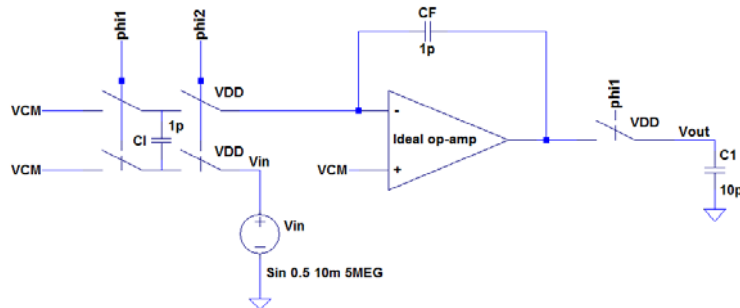 phi1
phi2
CF
1p
VDD
VCM
1p
CI
-
Ideal op-amp
phi1
VDD
Vout
VDD
Vin
VCM
VCM
+
C1
10p
Vin
+
-
Sin 0.5 10m 5MEG